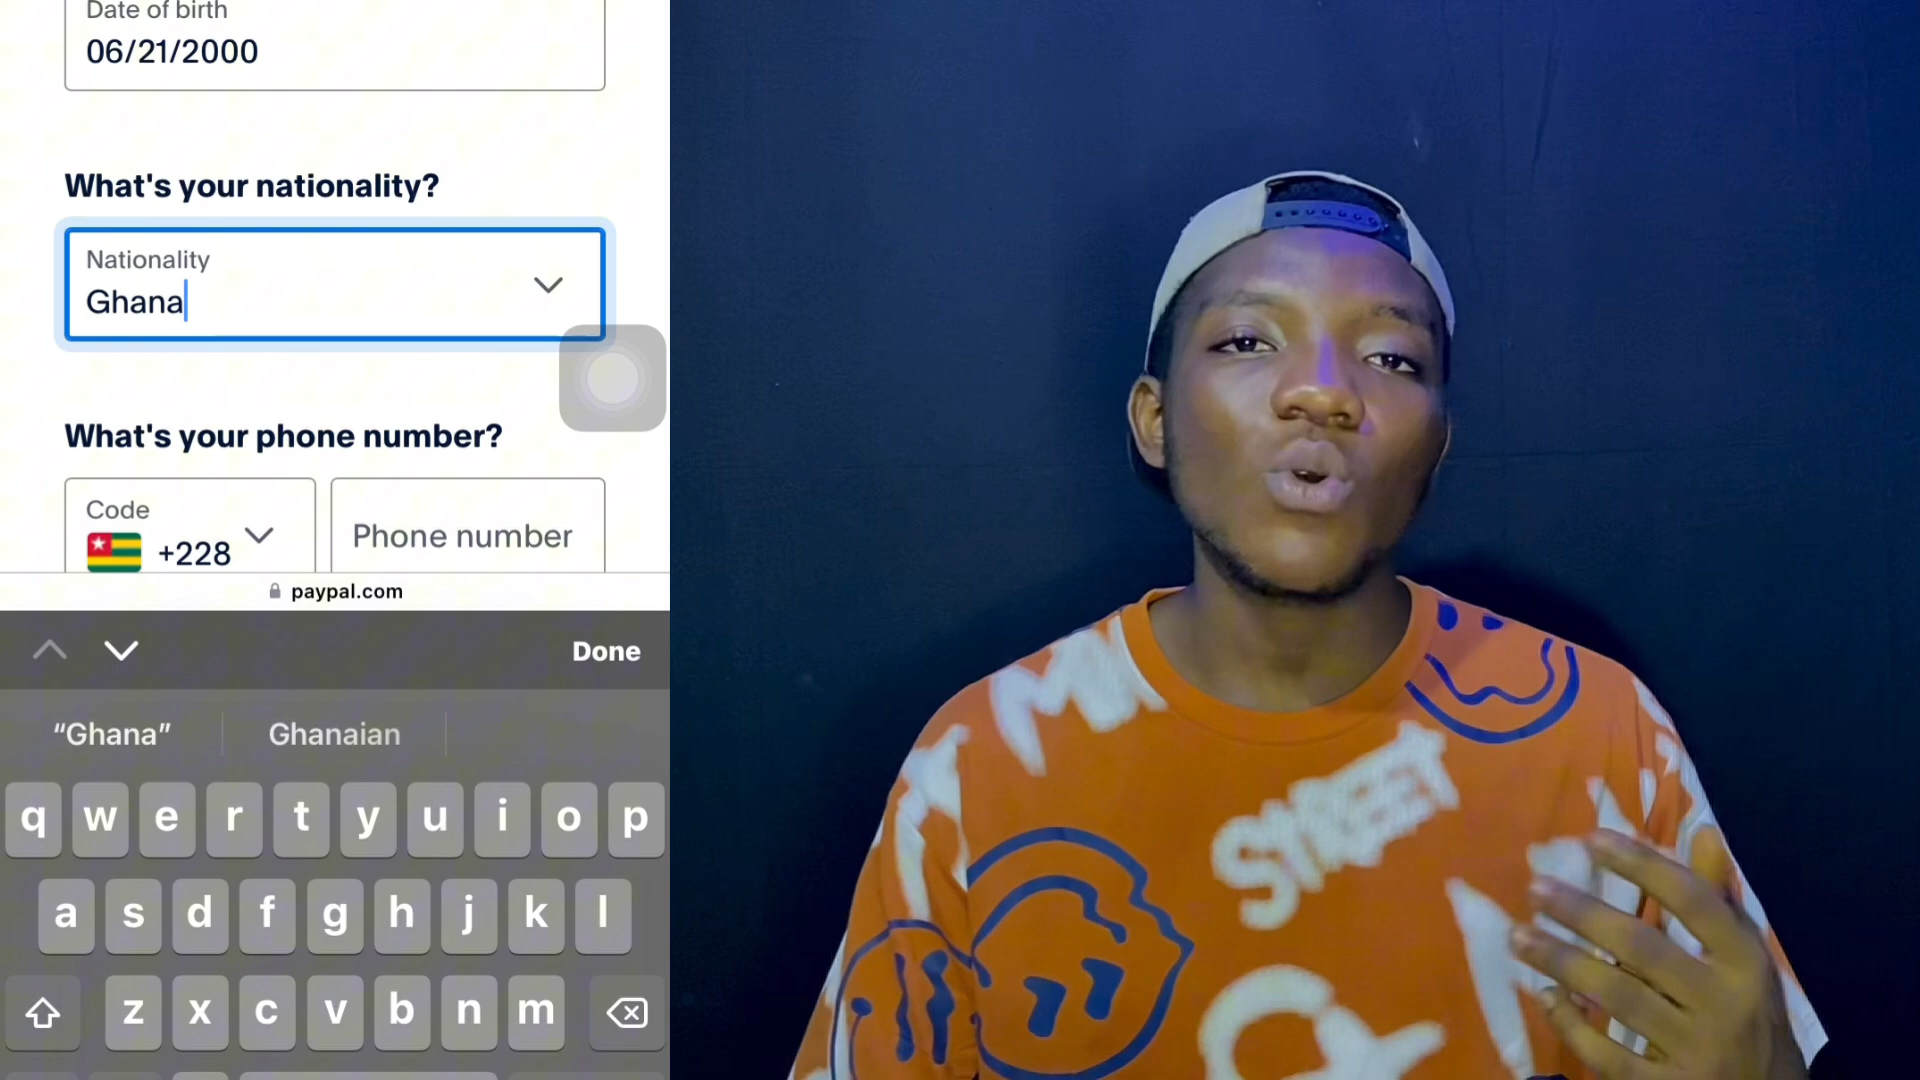 Date of birth
06/21/2000
What's your nationality?
Nationality
Ghana
What's your phone number?
Code
+228
Phone number
paypal.com
Done
“Ghana”
Ghanaian
q w e r t y u i o p
a s d f g h j k l
z x c v b n m
STREET